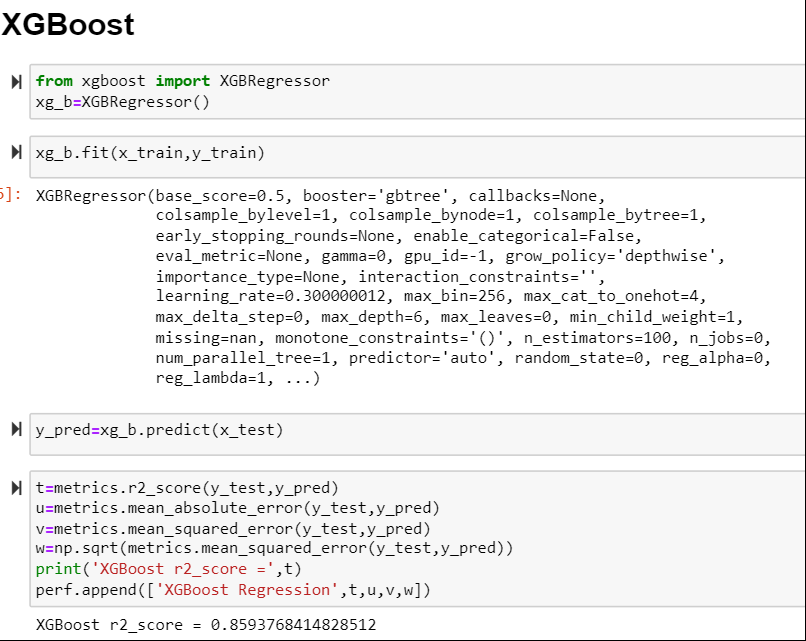 XGBoost
from xgboost import XGBRegressor
xg_b=XGBRegressor()
xg_b.fit(x_train,y_train)
5]: XGBRegressor(base_score=0.5, booster='gbtree', callbacks=None,
colsample_bylevel=1, colsample_bynode=1, colsample_bytree=1,
early_stopping_rounds=None, enable_categorical=False,
eval_metric=None, gamma=0, gpu_id=-1, grow_policy='depthwise',
importance_type=None, interaction_constraints='',
learning_rate=0.300000012, max_bin=256, max_cat_to_onehot=4,
max_delta_step=0, max_depth=6, max_leaves=0, min_child_weight=1,
missing=nan, monotone_constraints='()', n_estimators=100, n_jobs=0,
num_parallel_tree=1, predictor='auto', random_state=0, reg_alpha=0,
reg_lambda=1, ...)
y_pred=xg_b.predict(x_test)
t=metrics.r2_score(y_test,y_pred)
u=metrics.mean_absolute_error(y_test,y_pred)
v=metrics.mean_squared_error(y_test,y_pred)
w=np.sqrt(metrics.mean_squared_error(y_test,y_pred))
print('XGBoost r2_score =',t)
perf.append(['XGBoost Regression',t,u,v,w])
XGBoost r2_score = 0.8593768414828512